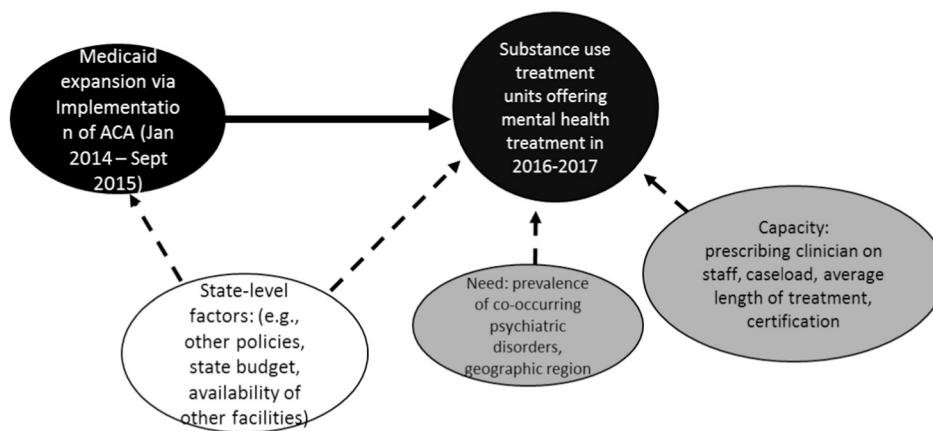 Medicaid
expansion via
Implementatio
n of ACA (Jan
2014 – Sept
2015)
Substance use
treatment
units offering
mental health
treatment in
2016-2017
State-level
factors: (e.g.,
other policies,
state budget,
availability of
other facilities)
Need: prevalence
of co-occurring
psychiatric
disorders,
geographic region
Capacity:
prescribing clinician on
staff, caseload, average
length of treatment,
certification